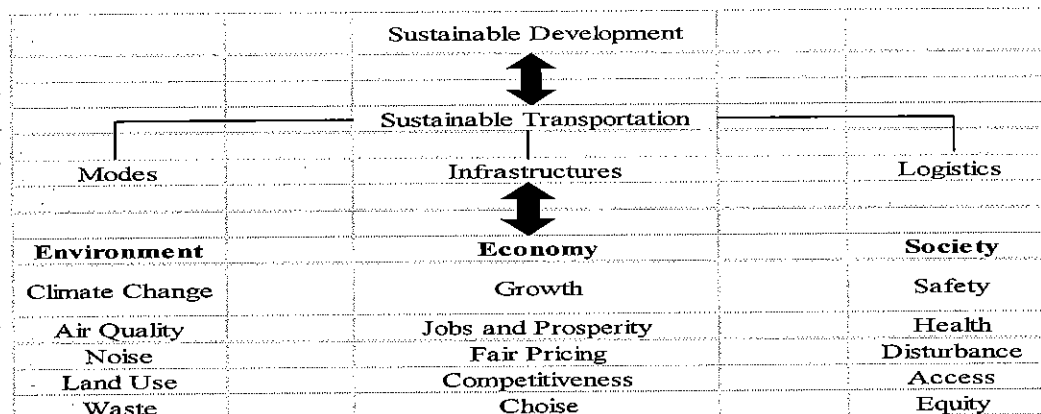 Sustainable Development
Sustainable Transportation
Modes Infrastructures Logistics
Environment Economy Society
Climate Change Growth Safety
Air Quality Jobs and Prosperity Health
Noise Fair Pricing Disturbance
Land Use Competitiveness Access
Waste Choise Equity